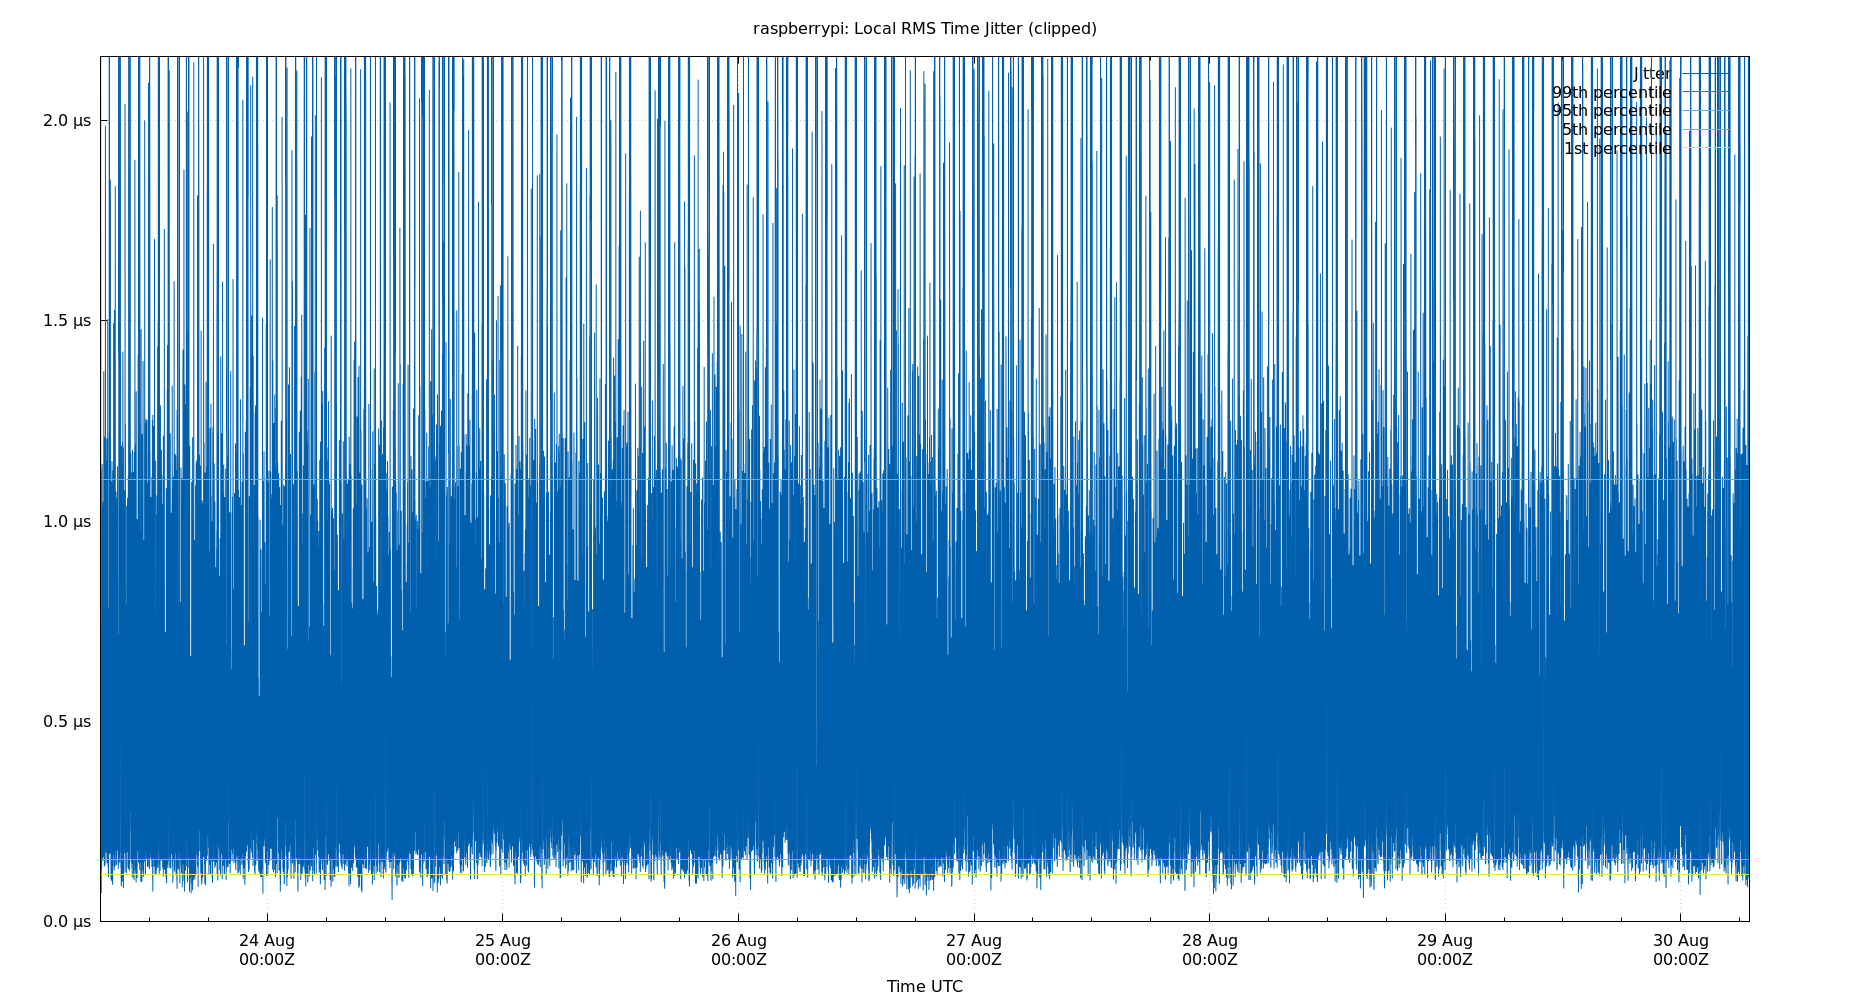 raspberrypi: Local RMS Time Jitter (clipped)
Jitter
99th percentile
95th percentile
5th percentile
1st percentile
2.0 µs
1.5 µs
1.0 µs
0.5 µs
0.0 µs
24 Aug 25 Aug 26 Aug 27 Aug 28 Aug 29 Aug 30 Aug
00:00Z 00:00Z 00:00Z 00:00Z 00:00Z 00:00Z 00:00Z
Time UTC